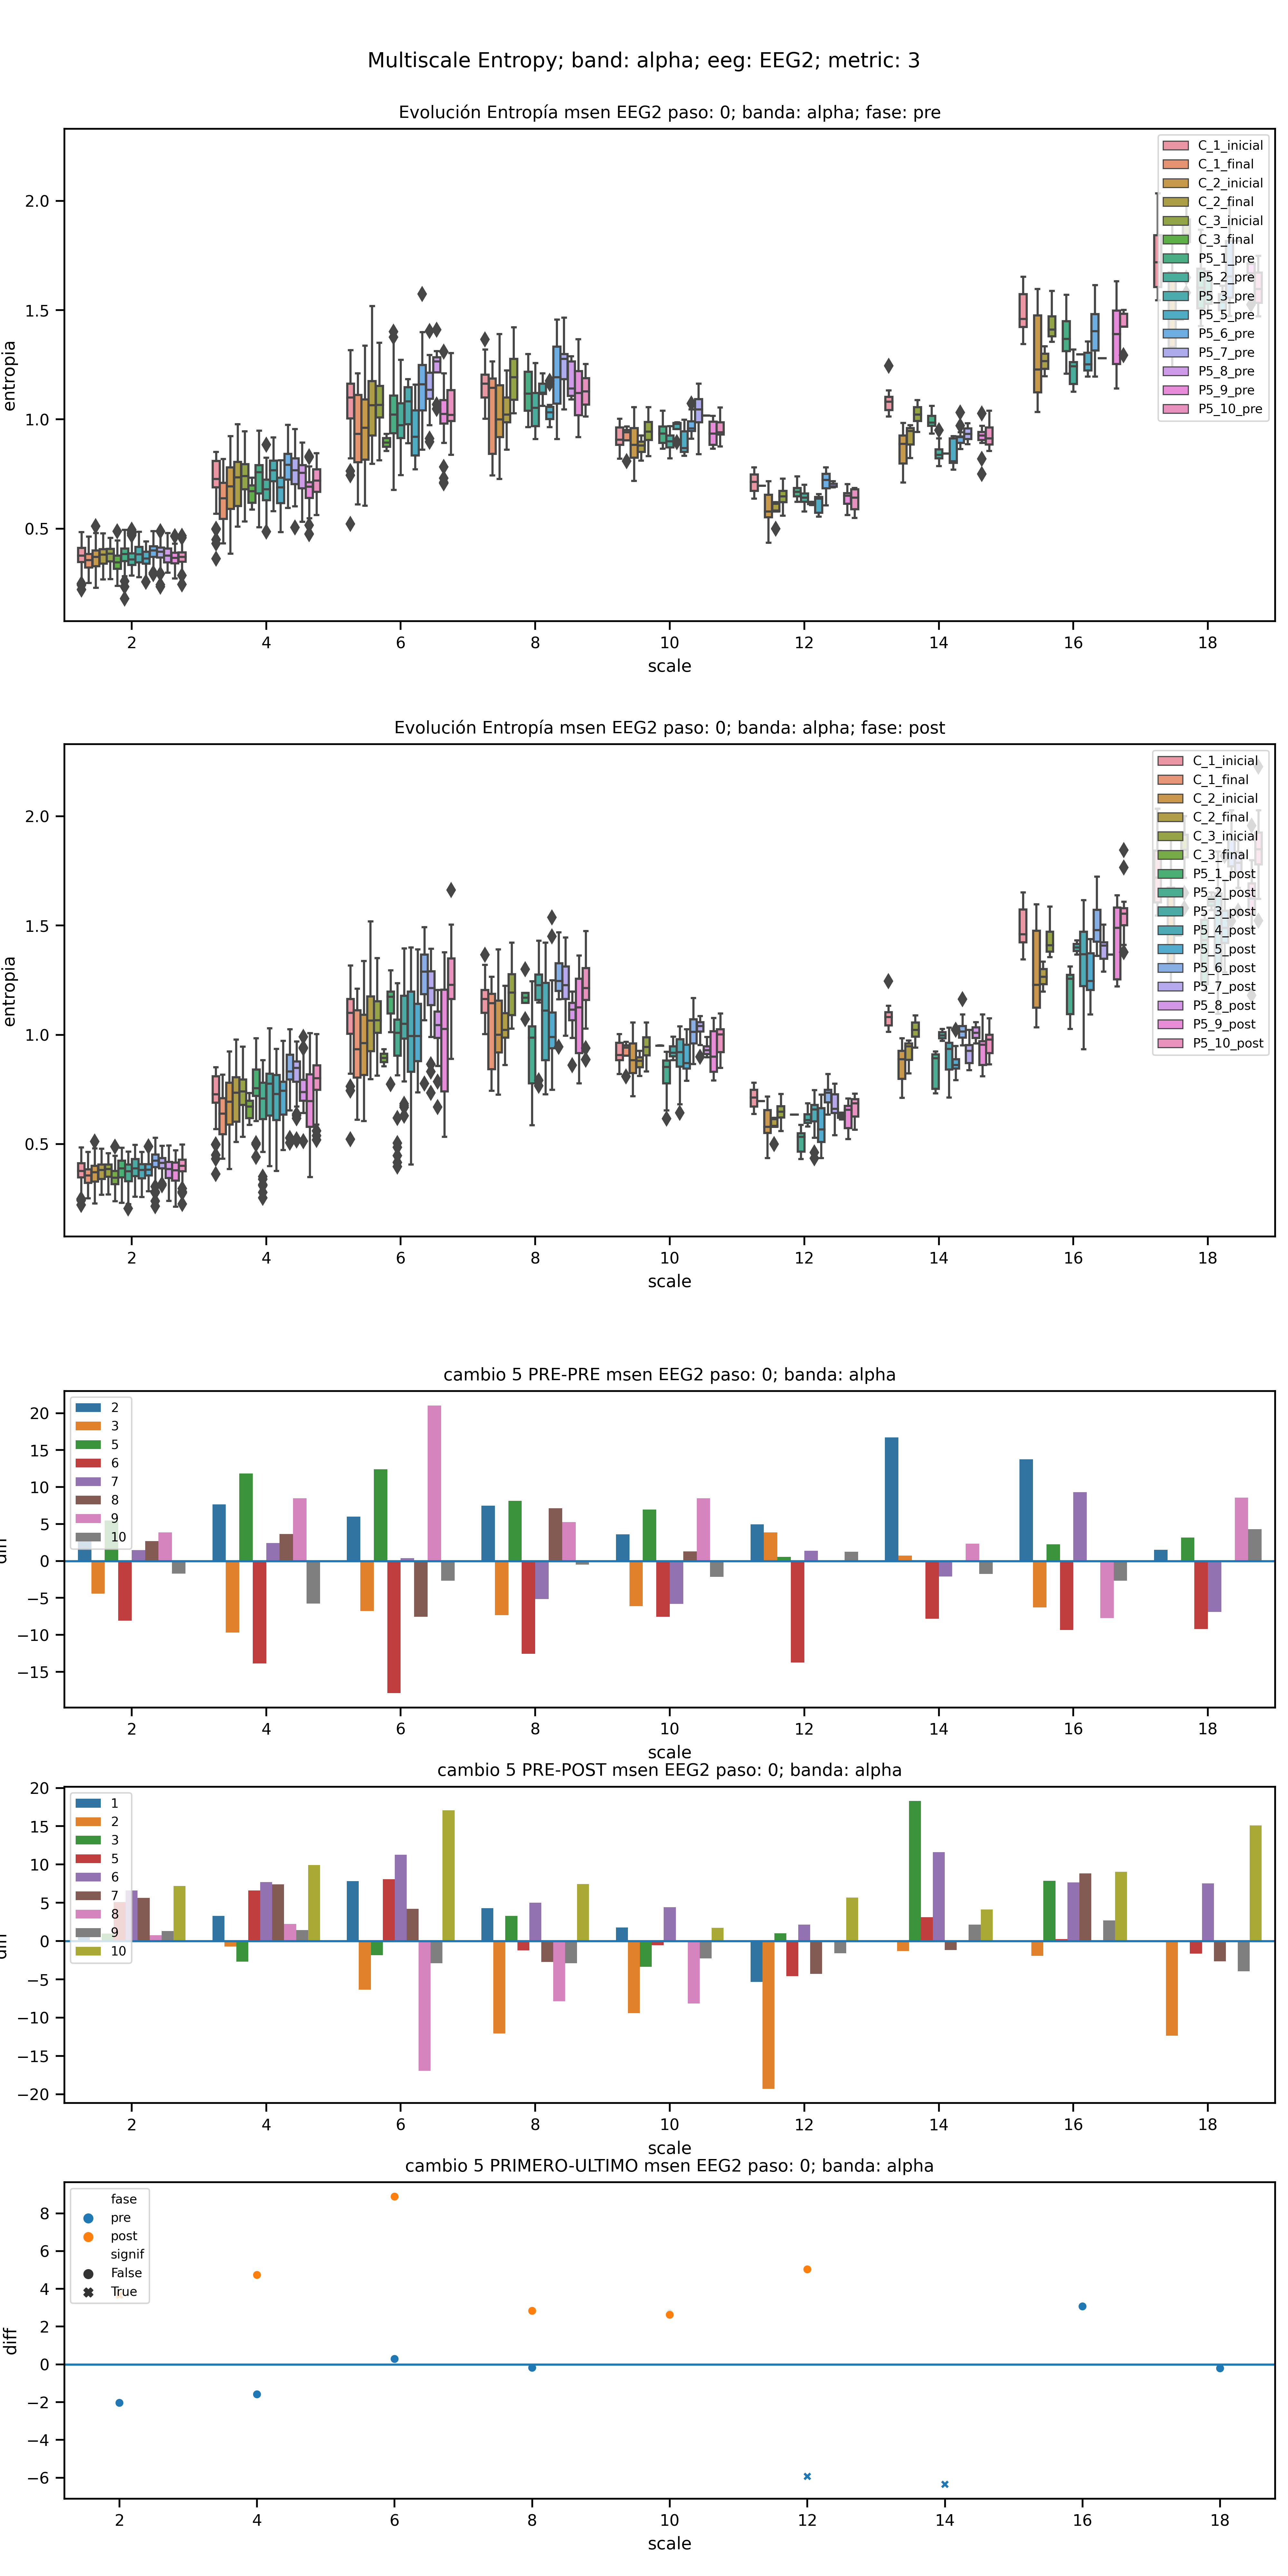 Multiscale Entropy; band: alpha; eeg: EEG2; metric: 3
Evolución Entropía msen EEG2 paso: 0; banda: alpha; fase: pre
entropia
2.0
1.5
1.0
0.5
C_1_inicial
C_1_final
C_2_inicial
C_2_final
C_3_inicial
C_3_final
P5_1_pre
P5_2_pre
P5_3_pre
P5_5_pre
P5_6_pre
P5_7_pre
P5_8_pre
P5_9_pre
P5_10_pre
2 4 6 8 10 12 14 16 18
scale
Evolución Entropía msen EEG2 paso: 0; banda: alpha; fase: post
entropia
2.0
1.5
1.0
0.5
C_1_inicial
C_1_final
C_2_inicial
C_2_final
C_3_inicial
C_3_final
P5_1_post
P5_2_post
P5_3_post
P5_4_post
P5_5_post
P5_6_post
P5_7_post
P5_8_post
P5_9_post
P5_10_post
2 4 6 8 10 12 14 16 18
scale
cambio 5 PRE-PRE msen EEG2 paso: 0; banda: alpha
diff
20
15
10
5
0
−5
−10
−15
2
3
5
6
7
8
9
10
2 4 6 8 10 12 14 16 18
scale
cambio 5 PRE-POST msen EEG2 paso: 0; banda: alpha
diff
20
15
10
5
0
−5
−10
−15
−20
1
2
3
5
6
7
8
9
10
2 4 6 8 10 12 14 16 18
scale
cambio 5 PRIMERO-ULTIMO msen EEG2 paso: 0; banda: alpha
diff
8
6
4
2
0
−2
−4
−6
fase
pre
post
signif
False
True
2 4 6 8 10 12 14 16 18
scale